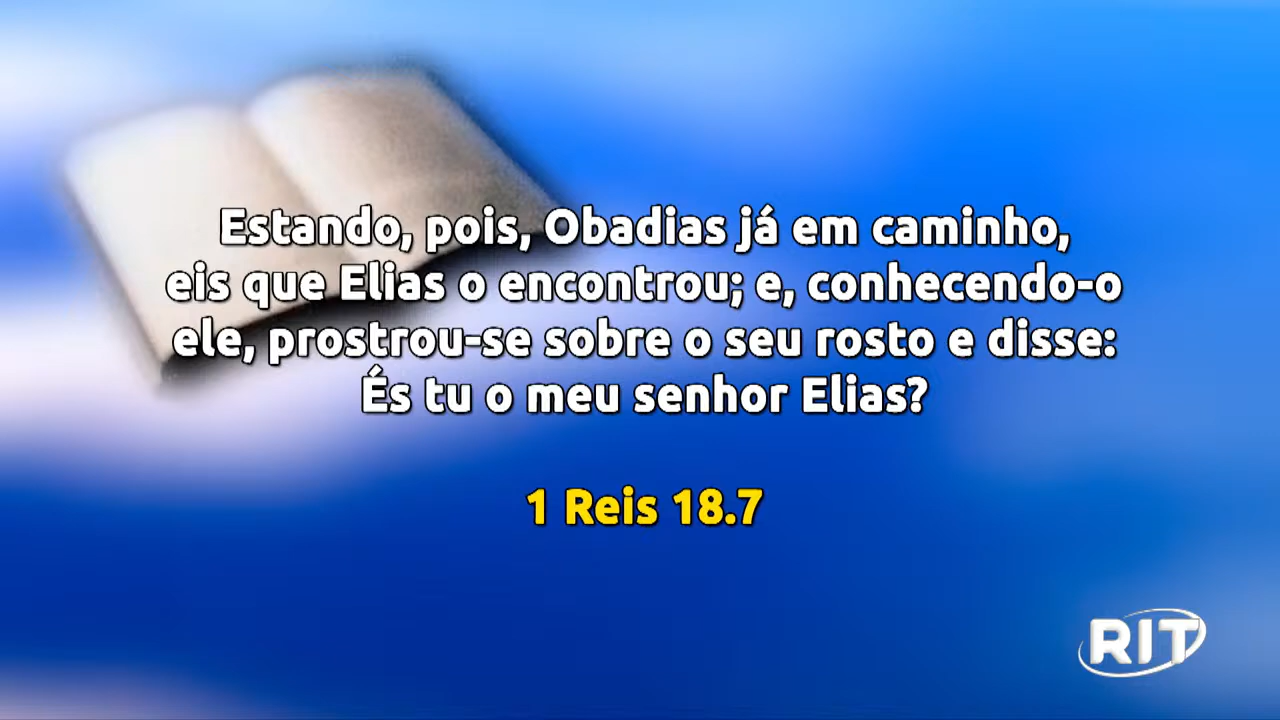 Estando, pois, Obadias já em caminho,
eis que Elias o encontrou; e, conhecendo-o
ele, prostrou-se sobre o seu rosto e disse:
És tu o meu senhor Elias?
1 Reis 18.7
RIT